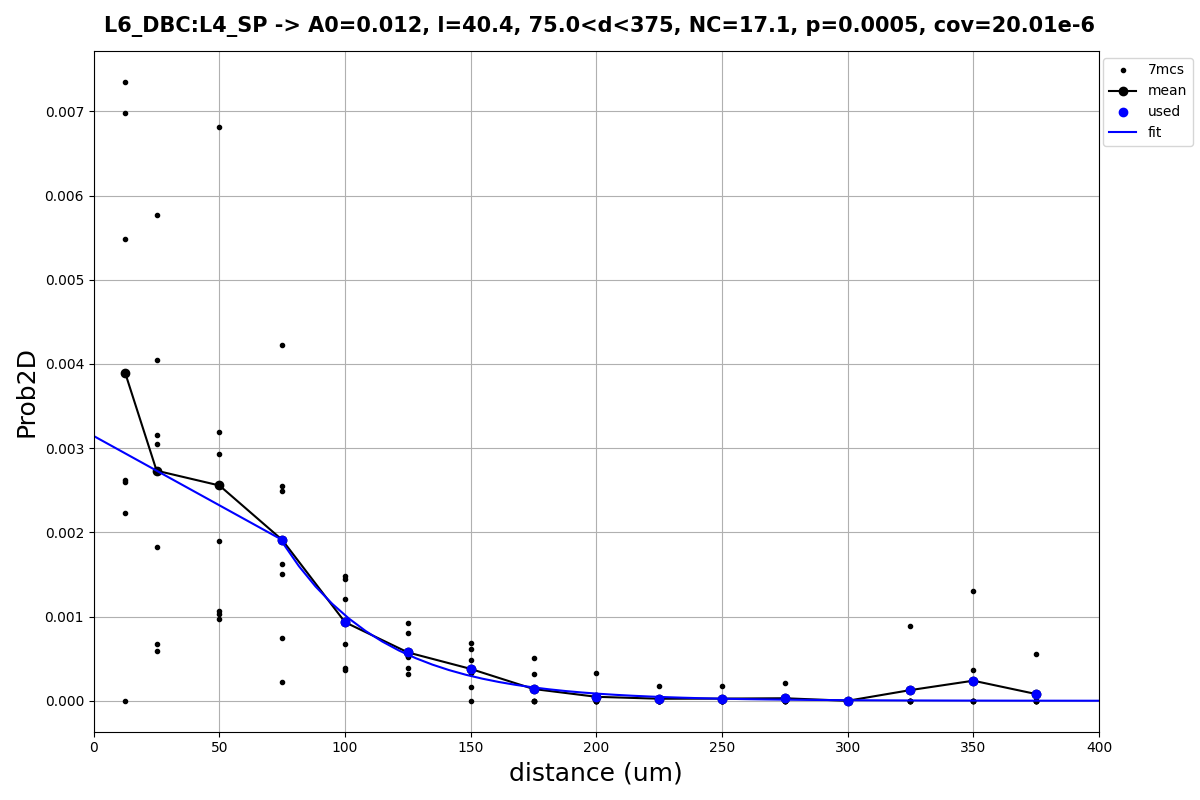 L6_DBC:L4_SP -> A0=0.012, l=40.4, 75.0<d<375, NC=17.1, p=0.0005, cov=20.01e-6
7mcs
mean
used
fit
Prob2D
0.007
0.006
0.005
0.004
0.003
0.002
0.001
0.000
0 50 100 150 200 250 300 350 400
distance (um)